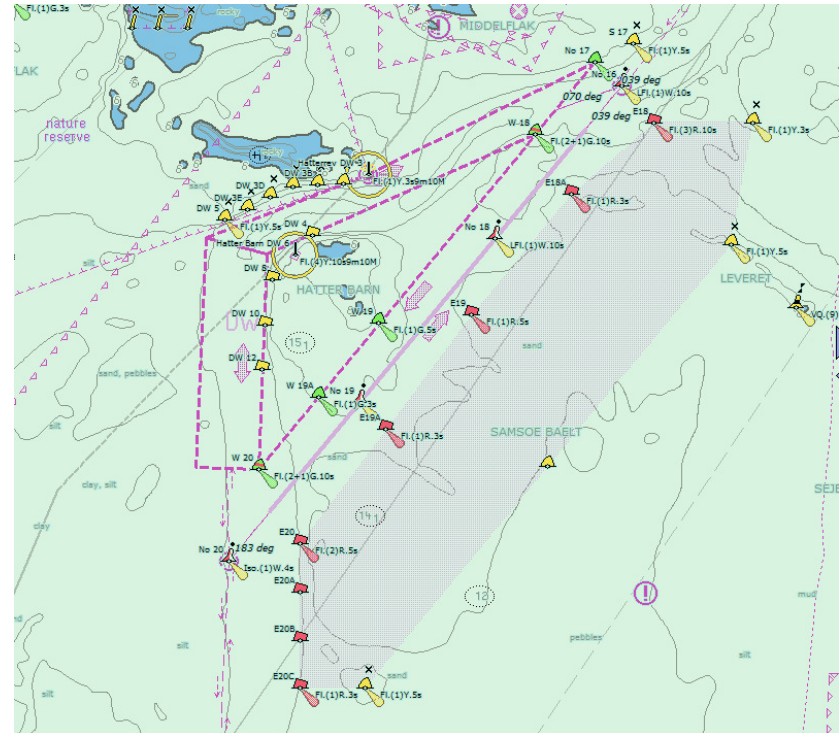 Fl.(1)G.3s
rocky
MIDDELFLAK
S 17
No 17
Fl.(1)Y.5s
FLAK
No 16
2039 deg
070 deg
LFl.(1)W.10s
039 deg
E18
nature
reserve
W-18
Fl.(3)R.10s
Fl.(1)Y.3s
Fl.(2+1)G.10s
rocky
Hatterrev DW 3
DW 3B
Fl.(1)Y.3s9m10M
DW 3D
sand
DW 3E
E18A
Fl.(1)R.3s
DW 5
Fl.(1)Y.5s
DW 4
No 18
Hatter Barn DW 6
LFl.(1)W.10s
Fl.(1)Y.5s
silt
Fl.(4)Y.10s9m10M
DW 8
LEVERET
HATTER BARN
E19
DW 10
W 19
VQ.(9)
DW
Fl.(1)G.5s
Fl.(1)R.5s
15₁
sand
DW 12
sand, pebbles
W 19A
No 19
Fl.(1)G.3s
E19A
silt
Fl.(1)R.3s
SAMSOE BAELT
W 20
sand
Fl.(2+1)G.10s
clay, silt
SEJE
14₁
clay
E20
No 20
183 deg
Fl.(2)R.5s
Iso.(1)W.4s
E20A
12
mud
E20B
pebbles
silt
silt
E20C
sand
silt
Fl.(1)R.3s
Fl.(1)Y.5s